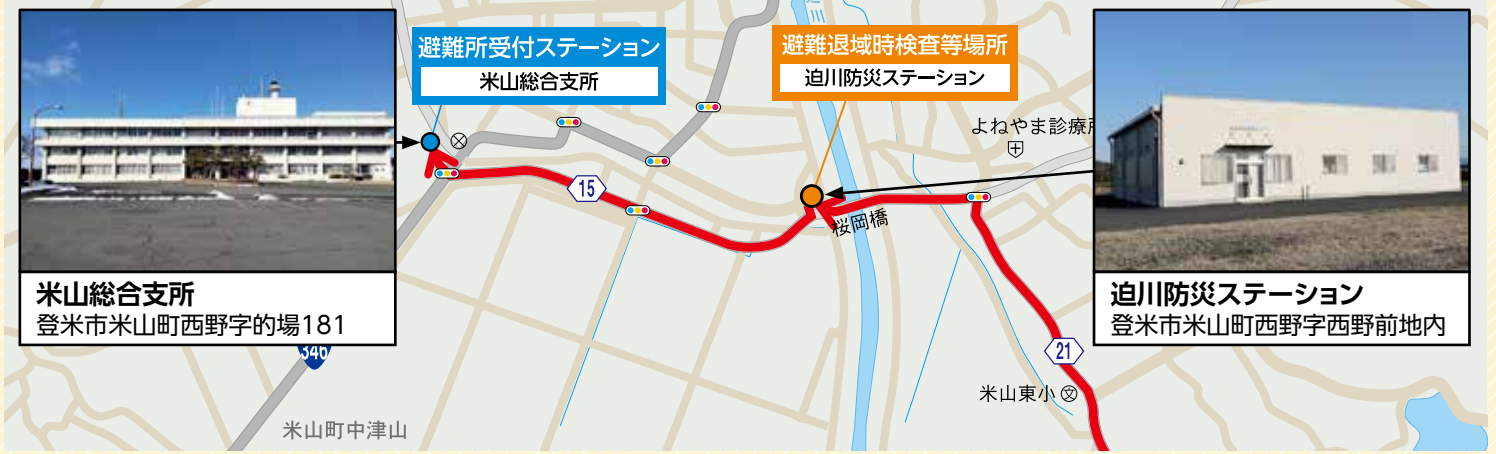 避難所受付ステーション
米山総合支所
避難退域時検査等場所
迫川防災ステーション
よねやま診療
15
桜岡橋
米山総合支所
登米市米山町西野字的場181
迫川防災ステーション
登米市米山町西野字西野前地内
346
21
米山東小
文
米山町中津山